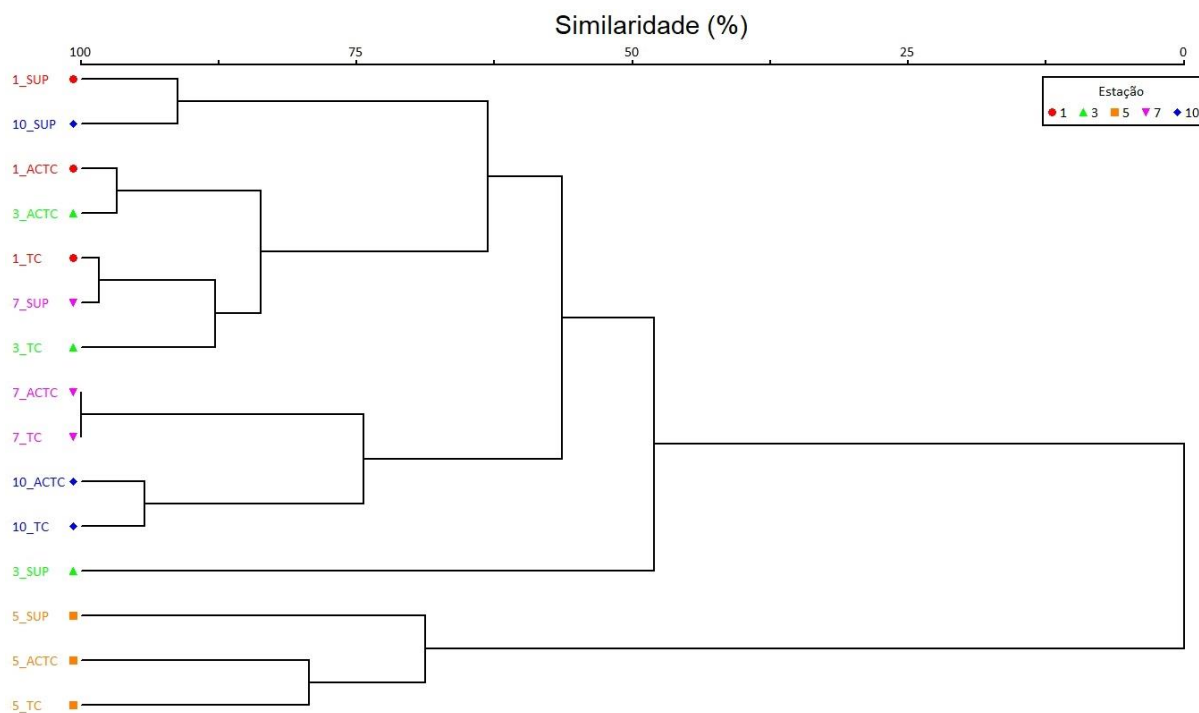 Similaridade (%)
100 75 50 25 0
Estação
1 3 5 7 10
1_SUP
10_SUP
1_ACTC
3_ACTC
1_TC
7_SUP
3_TC
7_ACTC
7_TC
10_ACTC
10_TC
3_SUP
5_SUP
5_ACTC
5_TC